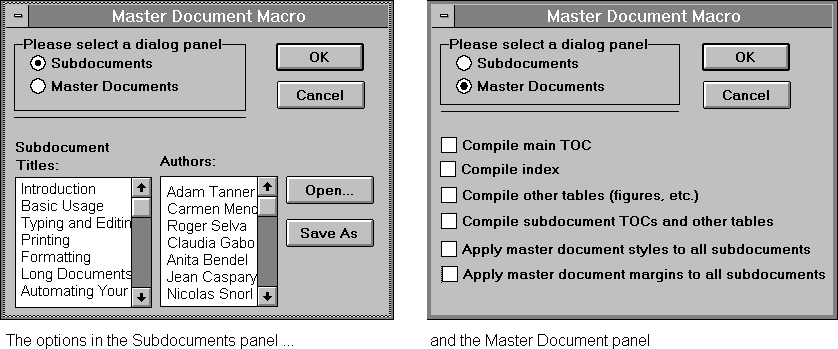 Master Document Macro
Please select a dialog panel
Subdocuments
Master Documents
OK
Cancel
Subdocument
Titles:
Introduction
Basic Usage
Typing and Editin
Printing
Formatting
Long Documents
Automating Your
Authors:
Adam Tanner
Carmen Menc
Roger Selva
Claudia Gabo
Anita Bendel
Jean Caspary
Nicolas Snorl
Open...
Save As
The options in the Subdocuments panel ...
Master Document Macro
Please select a dialog panel
Subdocuments
Master Documents
OK
Cancel
Compile main TOC
Compile index
Compile other tables (figures, etc.)
Compile subdocument TOCs and other tables
Apply master document styles to all subdocuments
Apply master document margins to all subdocuments
and the Master Document panel